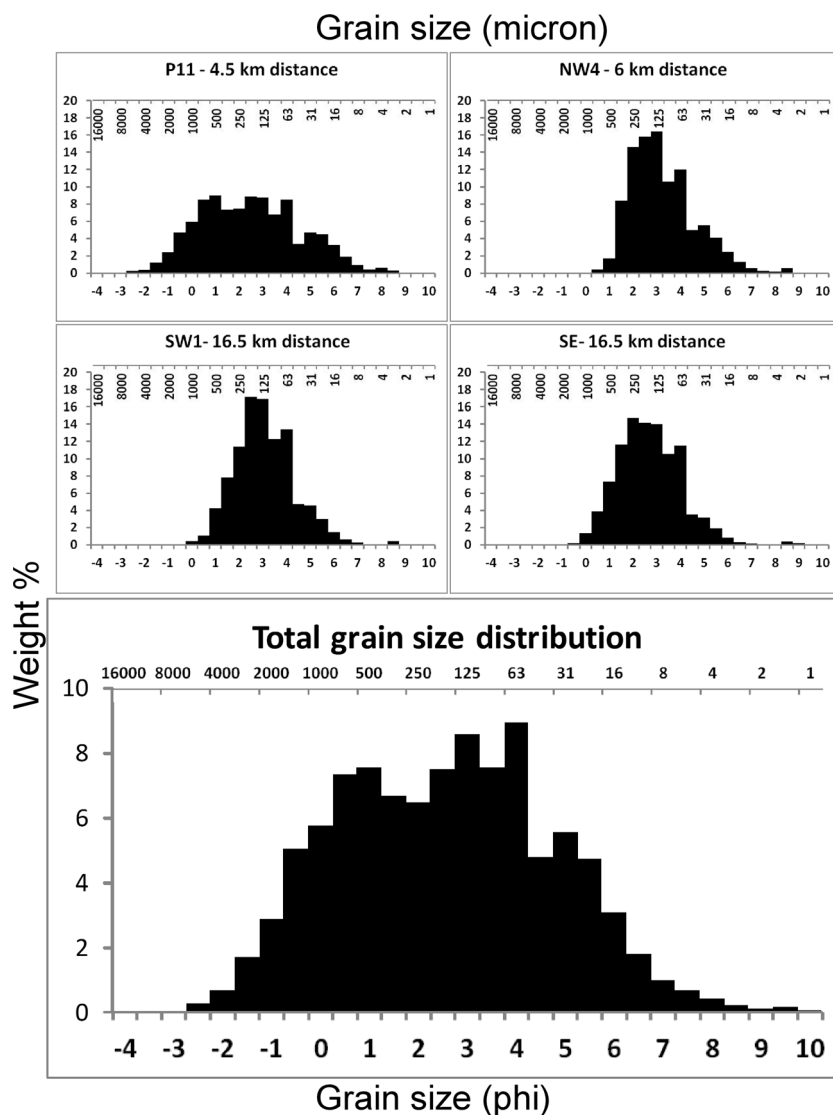 Grain size (micron)
P11 - 4.5 km distance
20
18
16
14
12
10
8
6
4
2
0
16000 8000 4000 2000 1000 500 250 125 63 31 16 8 4 2 1
-4 -3 -2 -1 0 1 2 3 4 5 6 7 8 9 10
NW4 - 6 km distance
20
18
16
14
12
10
8
6
4
2
0
16000 8000 4000 2000 1000 500 250 125 63 31 16 8 4 2 1
-4 -3 -2 -1 0 1 2 3 4 5 6 7 8 9 10
SW1- 16.5 km distance
20
18
16
14
12
10
8
6
4
2
0
16000 8000 4000 2000 1000 500 250 125 63 31 16 8 4 2 1
-4 -3 -2 -1 0 1 2 3 4 5 6 7 8 9 10
SE- 16.5 km distance
20
18
16
14
12
10
8
6
4
2
0
16000 8000 4000 2000 1000 500 250 125 63 31 16 8 4 2 1
-4 -3 -2 -1 0 1 2 3 4 5 6 7 8 9 10
Weight %
Total grain size distribution
16000 8000 4000 2000 1000 500 250 125 63 31 16 8 4 2 1
10
8
6
4
2
0
-4 -3 -2 -1 0 1 2 3 4 5 6 7 8 9 10
Grain size (phi)